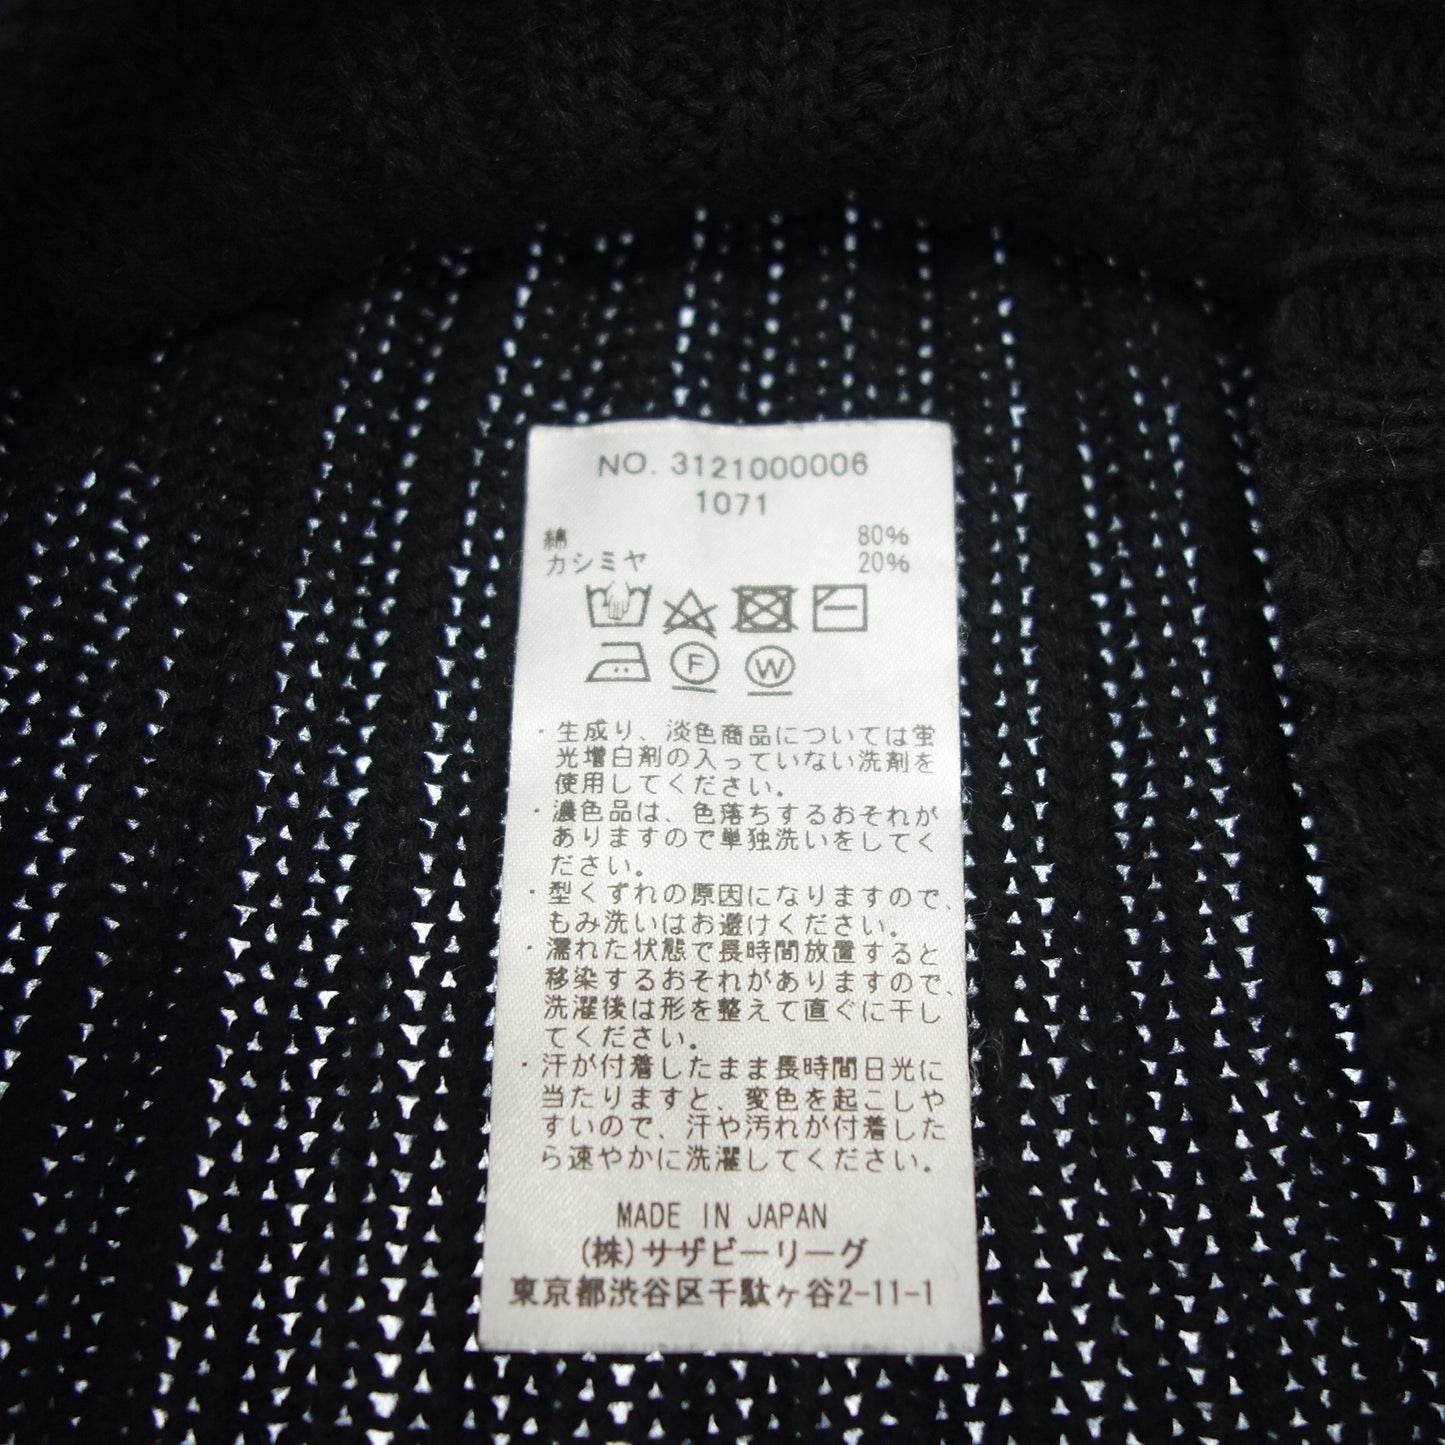 NO. 3121000006
1071
綿 80%
カシミヤ 20%
F W
・生成り、淡色商品については蛍
光増白剤の入っていない洗剤を
使用してください。
・濃色品は、色落ちするおそれが
ありますので単独洗いをしてく
ださい。
・型くずれの原因になりますので、
もみ洗いはお避けください。
・濡れた状態で長時間放置すると
移染するおそれがありますので、
洗濯後は形を整えて直ぐに干し
てください。
・汗が付着したまま長時間日光に
当たりますと、変色を起こしや
すいので、汗や汚れが付着した
ら速やかに洗濯してください。
MADE IN JAPAN
(株)サザビーリーグ
東京都渋谷区千駄ヶ谷2-11-1